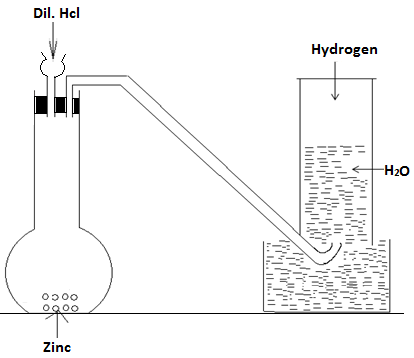 Dil. Hcl
Hydrogen
H₂O
Zinc